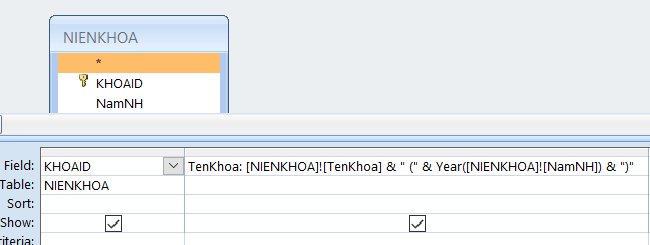 NIENKHOA
*
KHOAID
NamNH
Field: KHOAID TenKhoa: [NIENKHOA]![TenKhoa] & " (" & Year([NIENKHOA]![NamNH]) & ")"
Table: NIENKHOA
Sort:
Show:
riteria: